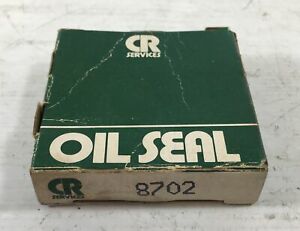 CR
SERVICES
OIL SEAL
CR
SERVICES
8702